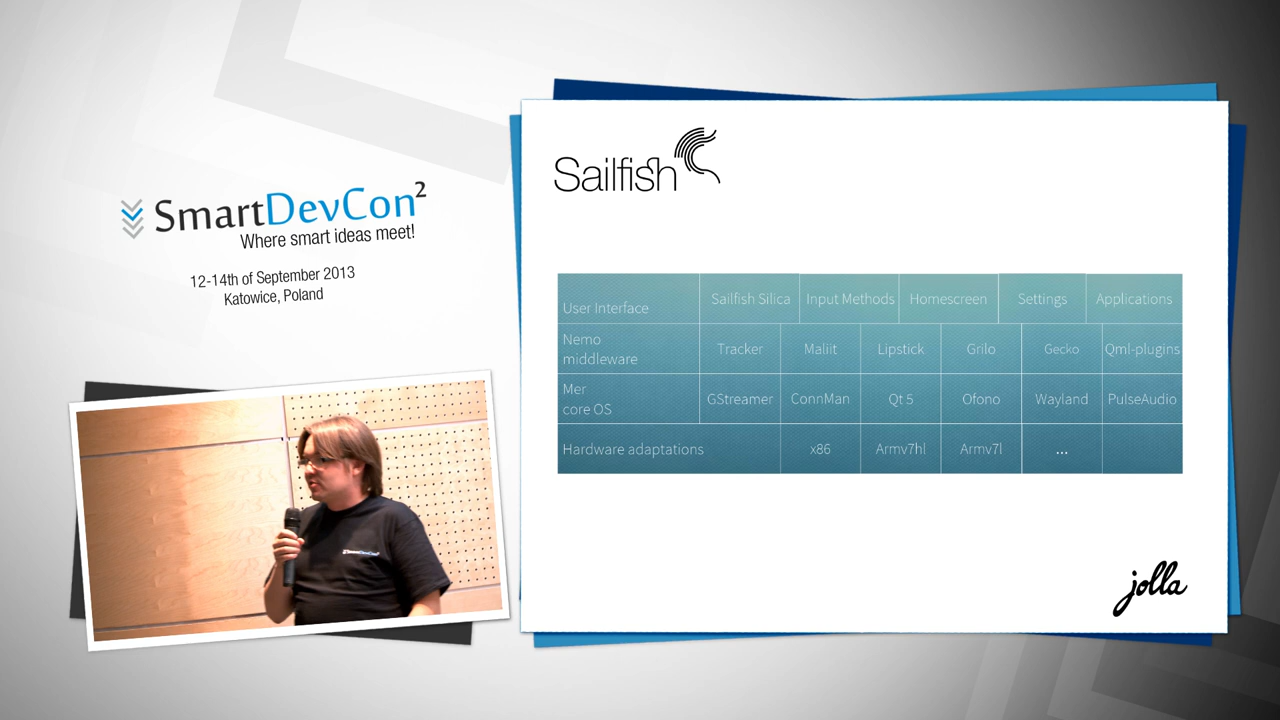 SmartDevCon²
Where smart ideas meet!
12-14th of September 2013
Katowice, Poland
SmartDevCon²
Sailfish
User Interface
Sailfish Silica
Input Methods
Homescreen
Settings
Applications
Nemo
middleware
Tracker
Maliit
Lipstick
Grilo
Gecko
Qml-plugins
Mer
core OS
GStreamer
ConnMan
Qt 5
Ofono
Wayland
PulseAudio
Hardware adaptations
x86
Armv7hl
Armv7l
...
jolla